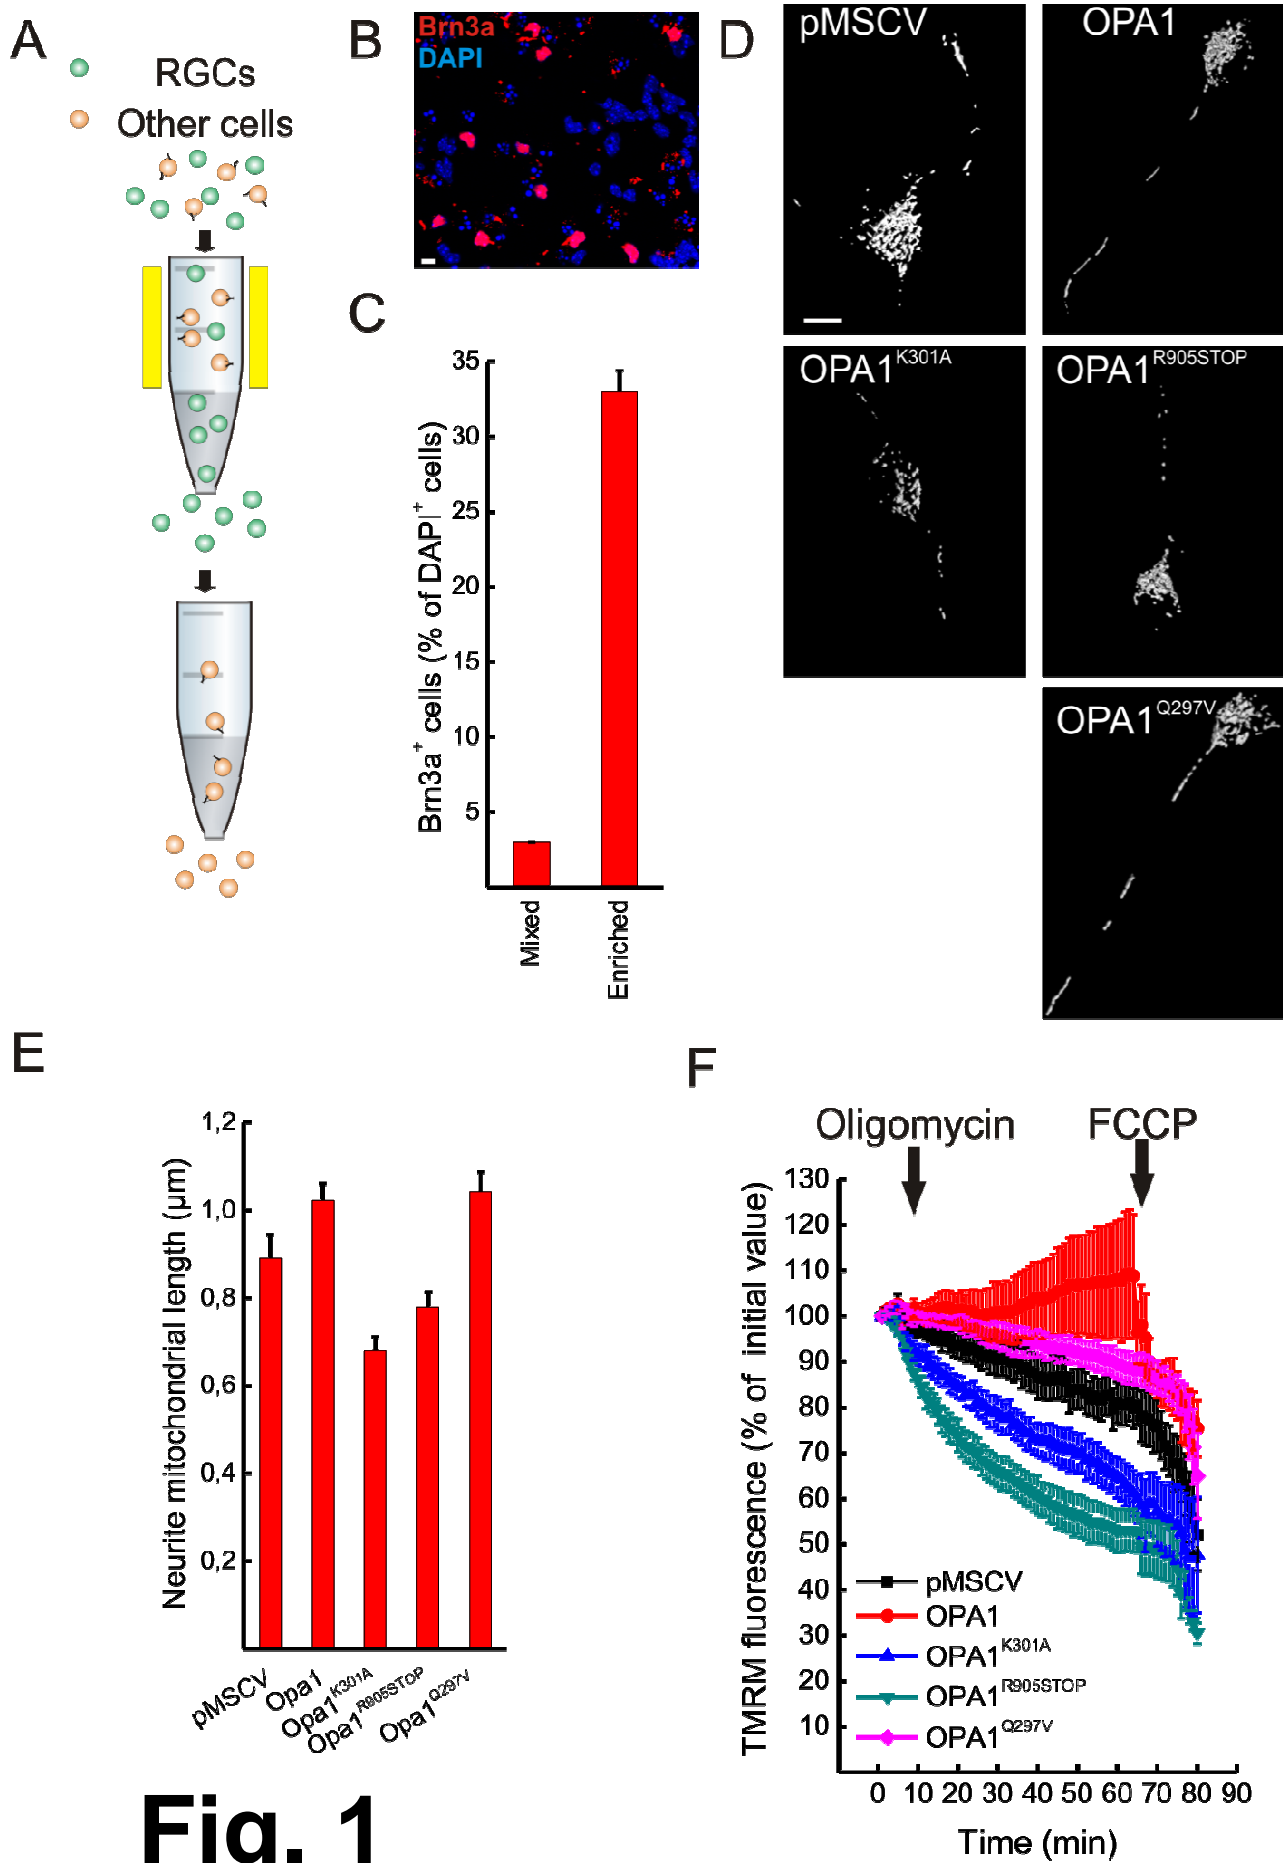 A
RGCs
Other cells
B
Brn3a
DAPI
C
Brn3a+ cells (% of DAPI+ cells)
35
30
25
20
15
10
5
Mixed
Enriched
D
pMSCV
OPA1
OPA1K301A
OPA1R905STOP
OPA1Q297V
E
Neurite mitochondrial length (µm)
1,2
1,0
0,8
0,6
0,4
0,2
pMSCV
Opa1
Opa1K301A
Opa1R905STOP
Opa1Q297V
F
Oligomycin
FCCP
TMRM fluorescence (% of initial value)
130
120
110
100
90
80
70
60
50
40
30
20
10
pMSCV
OPA1
OPA1K301A
OPA1R905STOP
OPA1Q297V
0 10 20 30 40 50 60 70 80 90
Time (min)
Fig. 1